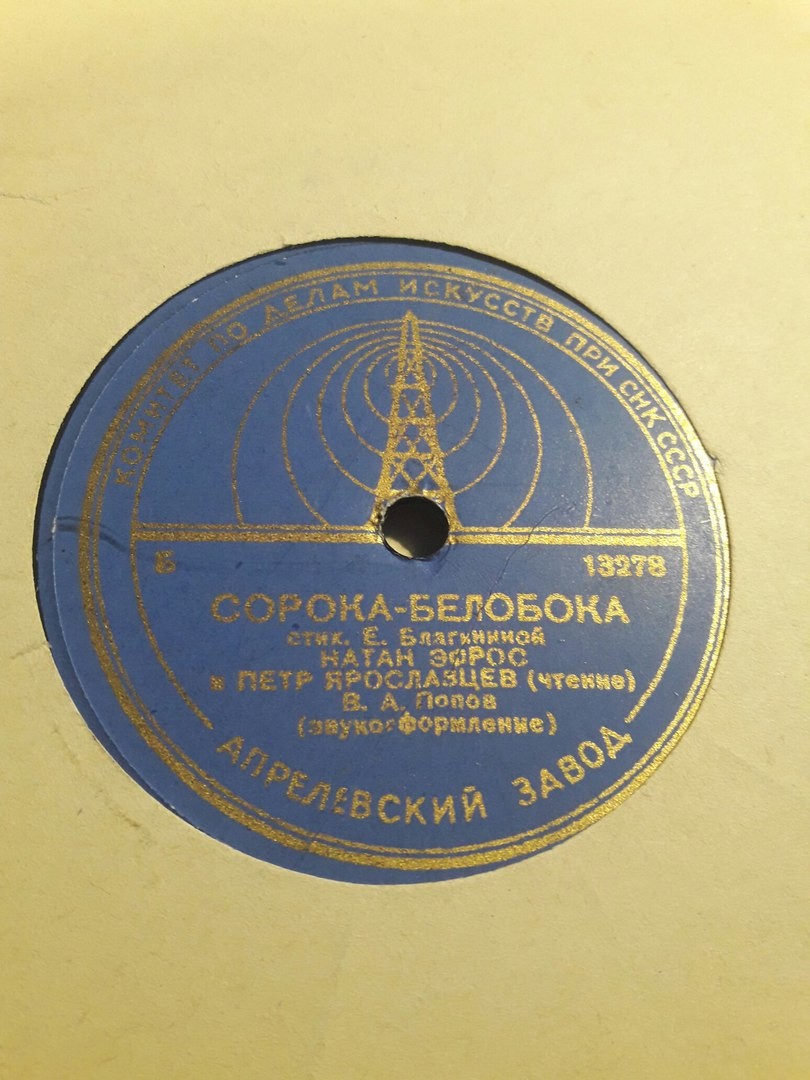 КОМИТЕТ ПО ДЕЛАМ ИСКУССТВ ПРИ СНК СССР
Б 13278
СОРОКА-БЕЛОБОКА
стих. Е. Благининой
НАТАН ЭФРОС
и ПЕТР ЯРОСЛАВЦЕВ (чтение)
В. А. Попов
(звукооформление)
АПРЕЛЕВСКИЙ ЗАВОД